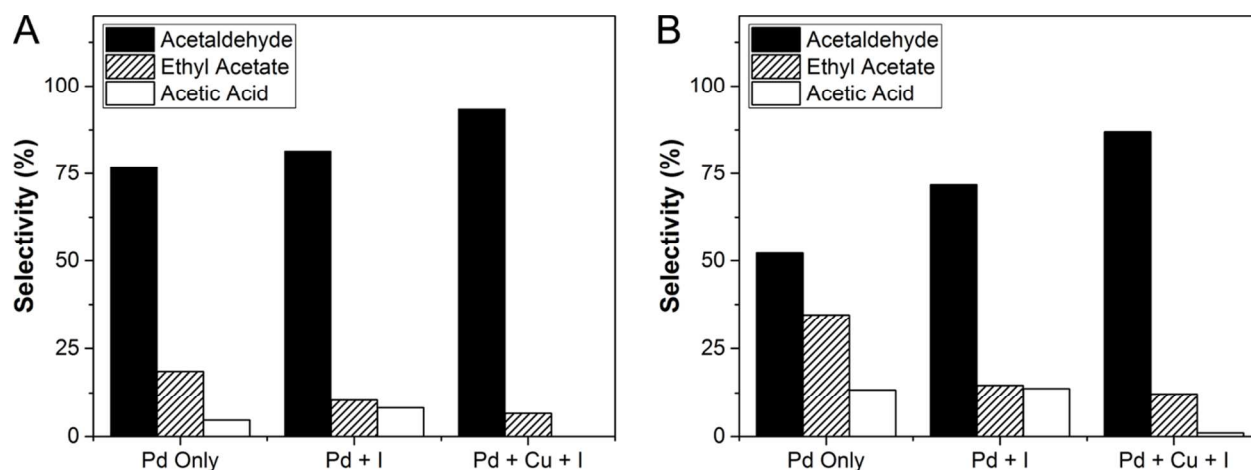 A
Acetaldehyde
Ethyl Acetate
Acetic Acid
Selectivity (%)
100
75
50
25
0
Pd Only
Pd + I
Pd + Cu + I
B
Acetaldehyde
Ethyl Acetate
Acetic Acid
Selectivity (%)
100
75
50
25
0
Pd Only
Pd + I
Pd + Cu + I